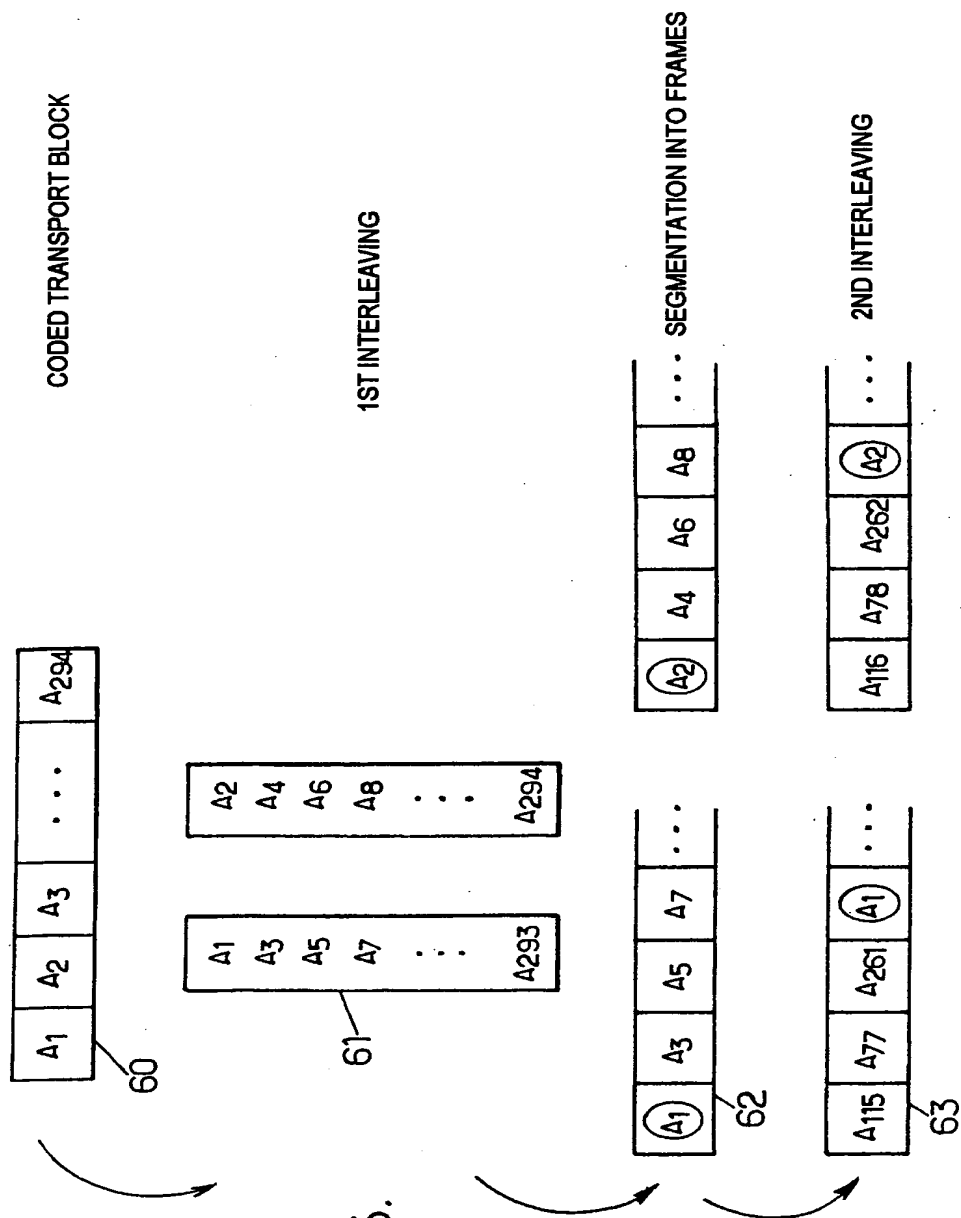 CODED TRANSPORT BLOCK
A1 A2 A3 ... A294
60
1ST INTERLEAVING
A1 A2
A3 A4
A5 A6
A7 A8
... ...
A293 A294
61
SEGMENTATION INTO FRAMES
A1 A3 A5 A7 ... A2 A4 A6 A8 ...
62
2ND INTERLEAVING
A115 A77 A261 A1 ... A116 A78 A262 A2 ...
63